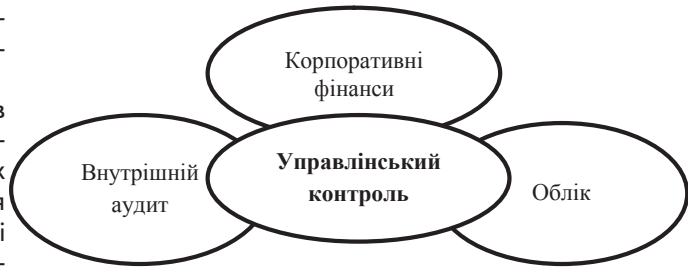 Корпоративні
фінанси
Управлінський
контроль
Внутрішній
аудит
Облік
-
-
в
-
х
я
і
-